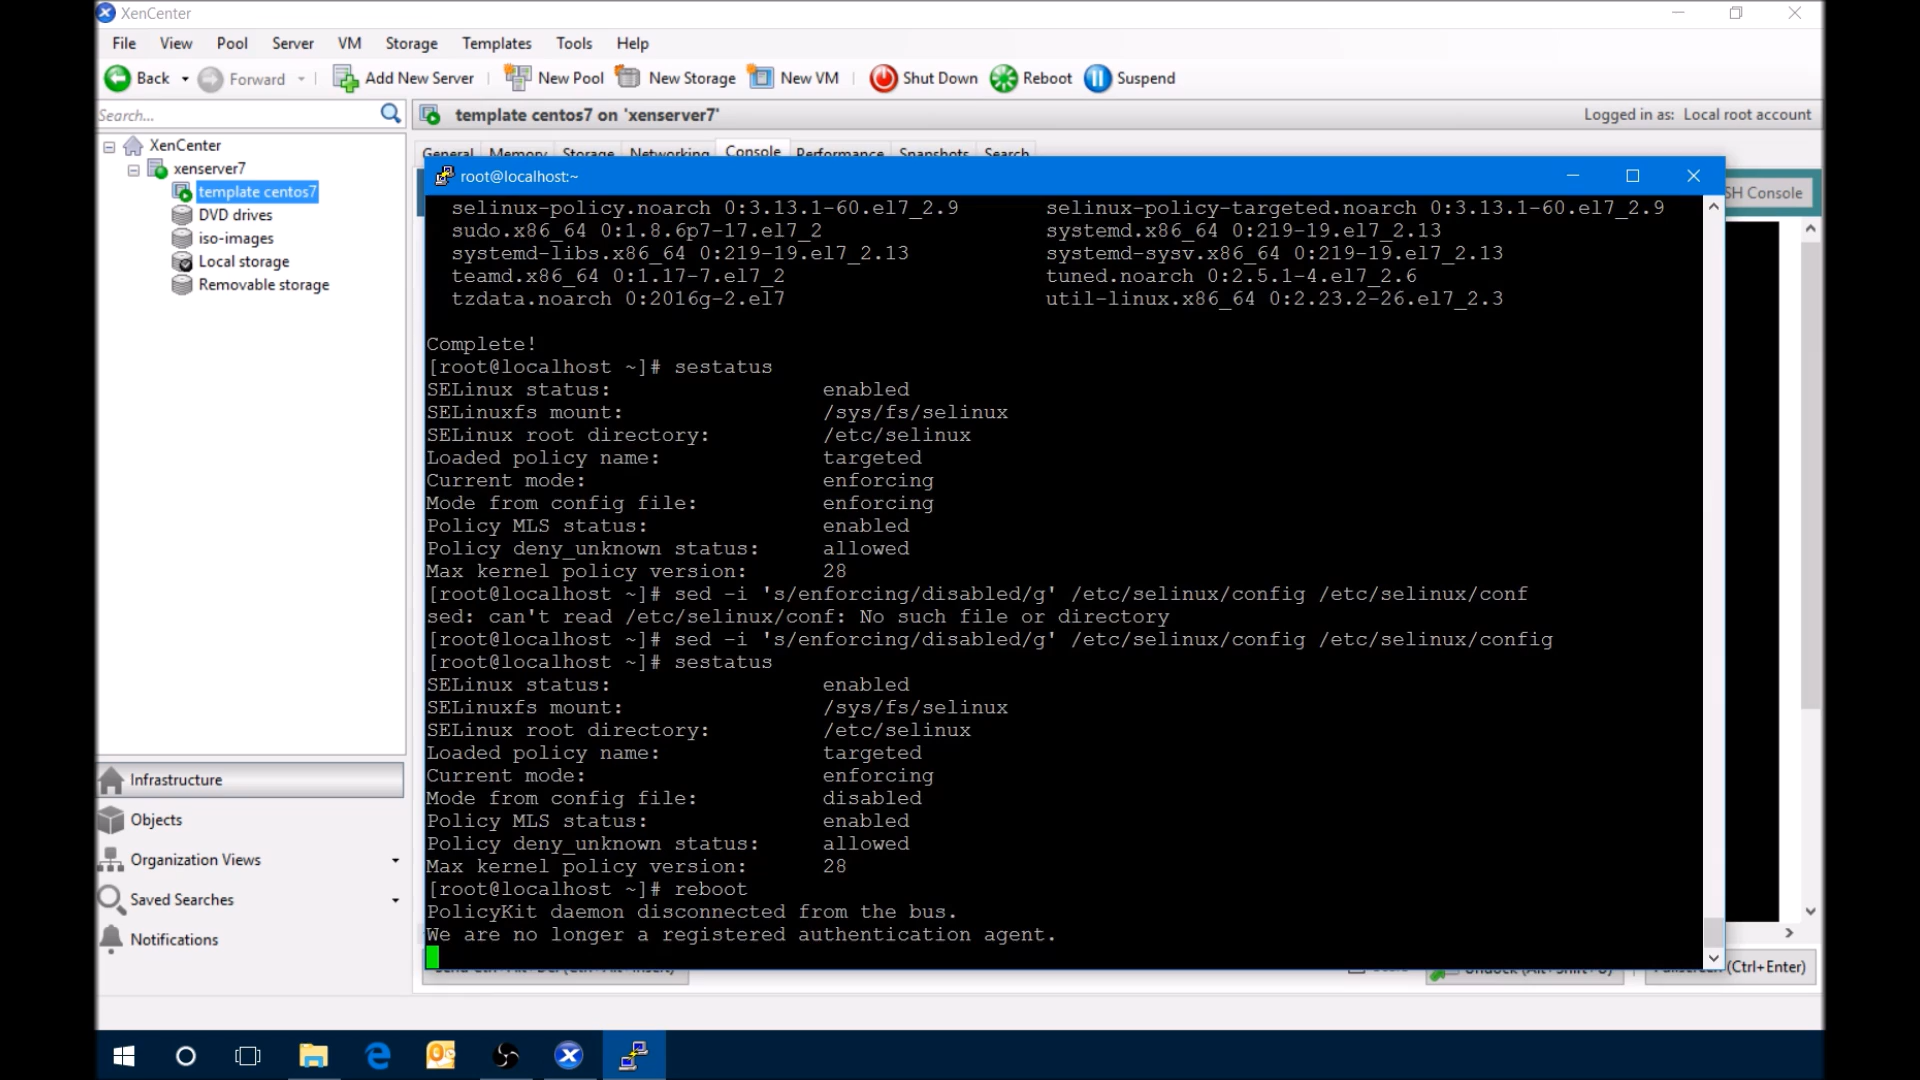 XenCenter
File View Pool Server VM Storage Templates Tools Help
Back Forward Add New Server New Pool New Storage New VM Shut Down Reboot Suspend
Search...
template centos7 on 'xenserver7' Logged in as: Local root account
XenCenter
xenserver7
template centos7
DVD drives
iso-images
Local storage
Removable storage
General Memory Storage Networking Console Performance Snapshots Search
SH Console
root@localhost:~
selinux-policy.noarch 0:3.13.1-60.el7_2.9 selinux-policy-targeted.noarch 0:3.13.1-60.el7_2.9
sudo.x86_64 0:1.8.6p7-17.el7_2 systemd.x86_64 0:219-19.el7_2.13
systemd-libs.x86_64 0:219-19.el7_2.13 systemd-sysv.x86_64 0:219-19.el7_2.13
teamd.x86_64 0:1.17-7.el7_2 tuned.noarch 0:2.5.1-4.el7_2.6
tzdata.noarch 0:2016g-2.el7 util-linux.x86_64 0:2.23.2-26.el7_2.3
Complete!
[root@localhost ~]# sestatus
SELinux status: enabled
SELinuxfs mount: /sys/fs/selinux
SELinux root directory: /etc/selinux
Loaded policy name: targeted
Current mode: enforcing
Mode from config file: enforcing
Policy MLS status: enabled
Policy deny_unknown status: allowed
Max kernel policy version: 28
[root@localhost ~]# sed -i 's/enforcing/disabled/g' /etc/selinux/config /etc/selinux/conf
sed: can't read /etc/selinux/conf: No such file or directory
[root@localhost ~]# sed -i 's/enforcing/disabled/g' /etc/selinux/config /etc/selinux/config
[root@localhost ~]# sestatus
SELinux status: enabled
SELinuxfs mount: /sys/fs/selinux
SELinux root directory: /etc/selinux
Loaded policy name: targeted
Current mode: enforcing
Mode from config file: disabled
Policy MLS status: enabled
Policy deny_unknown status: allowed
Max kernel policy version: 28
[root@localhost ~]# reboot
PolicyKit daemon disconnected from the bus.
We are no longer a registered authentication agent.
Infrastructure
Objects
Organization Views
Saved Searches
Notifications
(Ctrl+Enter)